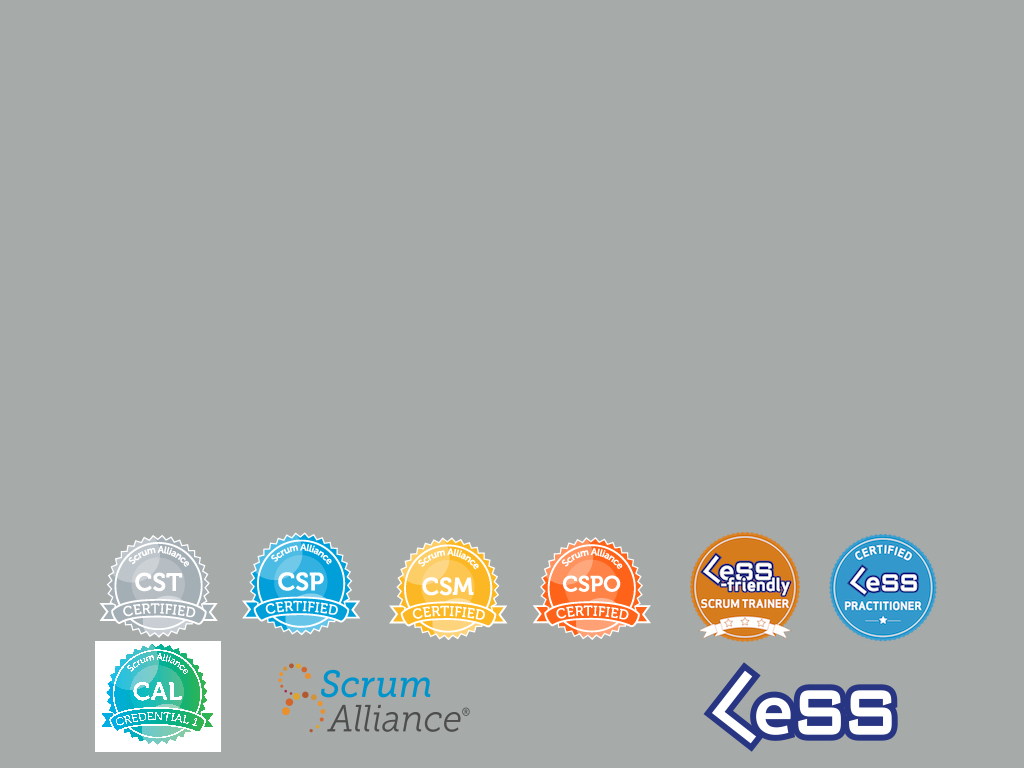 Scrum Alliance
CST
CERTIFIED
Scrum Alliance
CSP
CERTIFIED
Scrum Alliance
CSM
CERTIFIED
Scrum Alliance
CSPO
CERTIFIED
LeSS
-friendly
SCRUM TRAINER
CERTIFIED
LeSS
PRACTITIONER
Scrum Alliance
CAL
CREDENTIAL 1
Scrum
Alliance®
LeSS